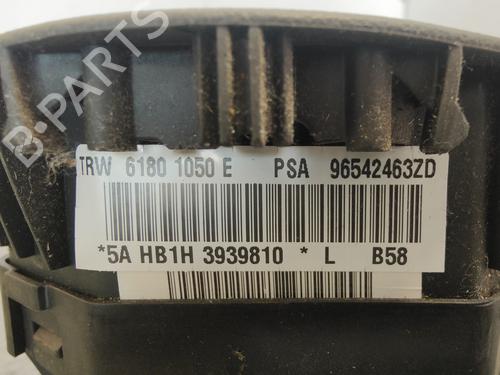 B-PARTS
TRW 6180 1050 E PSA 96542463ZD
*5A HB1H 3939810 * L B58